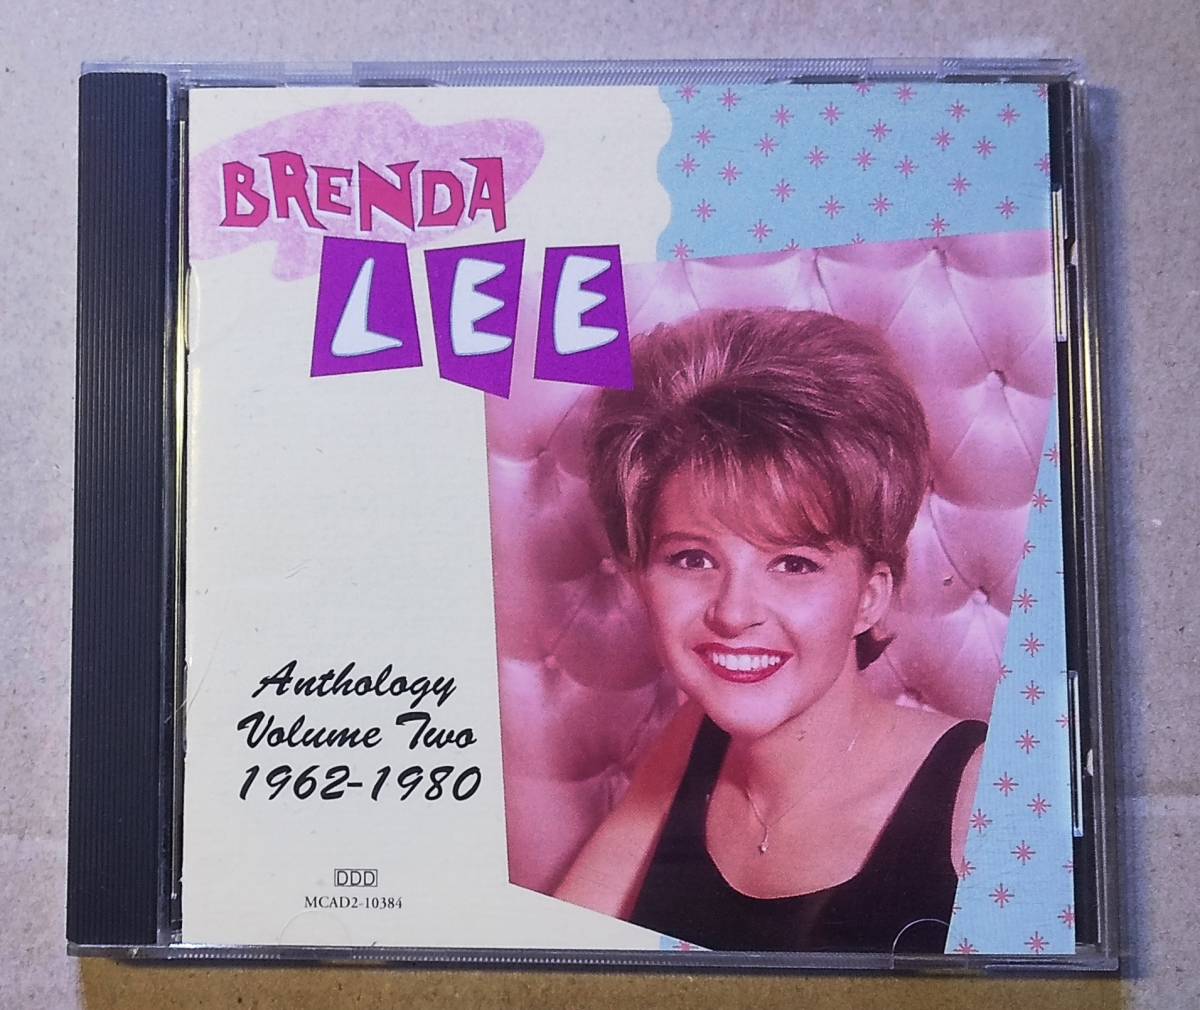 BRENDA
LEE
Anthology
Volume Two
1962-1980
DDD
MCAD2-10384